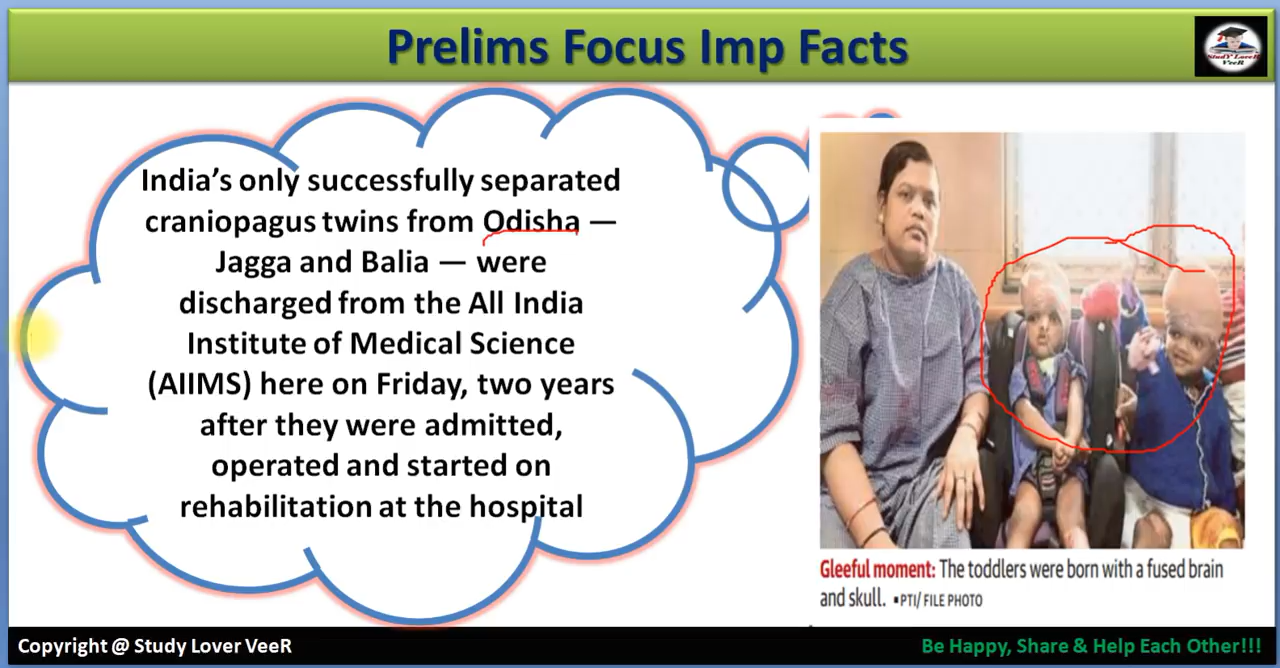 Prelims Focus Imp Facts
StudY LoveR
VeeR
India's only successfully separated
craniopagus twins from Odisha —
Jagga and Balia — were
discharged from the All India
Institute of Medical Science
(AIIMS) here on Friday, two years
after they were admitted,
operated and started on
rehabilitation at the hospital
Gleeful moment: The toddlers were born with a fused brain
and skull. ▪PTI/ FILE PHOTO
Copyright @ Study Lover VeeR
Be Happy, Share & Help Each Other!!!